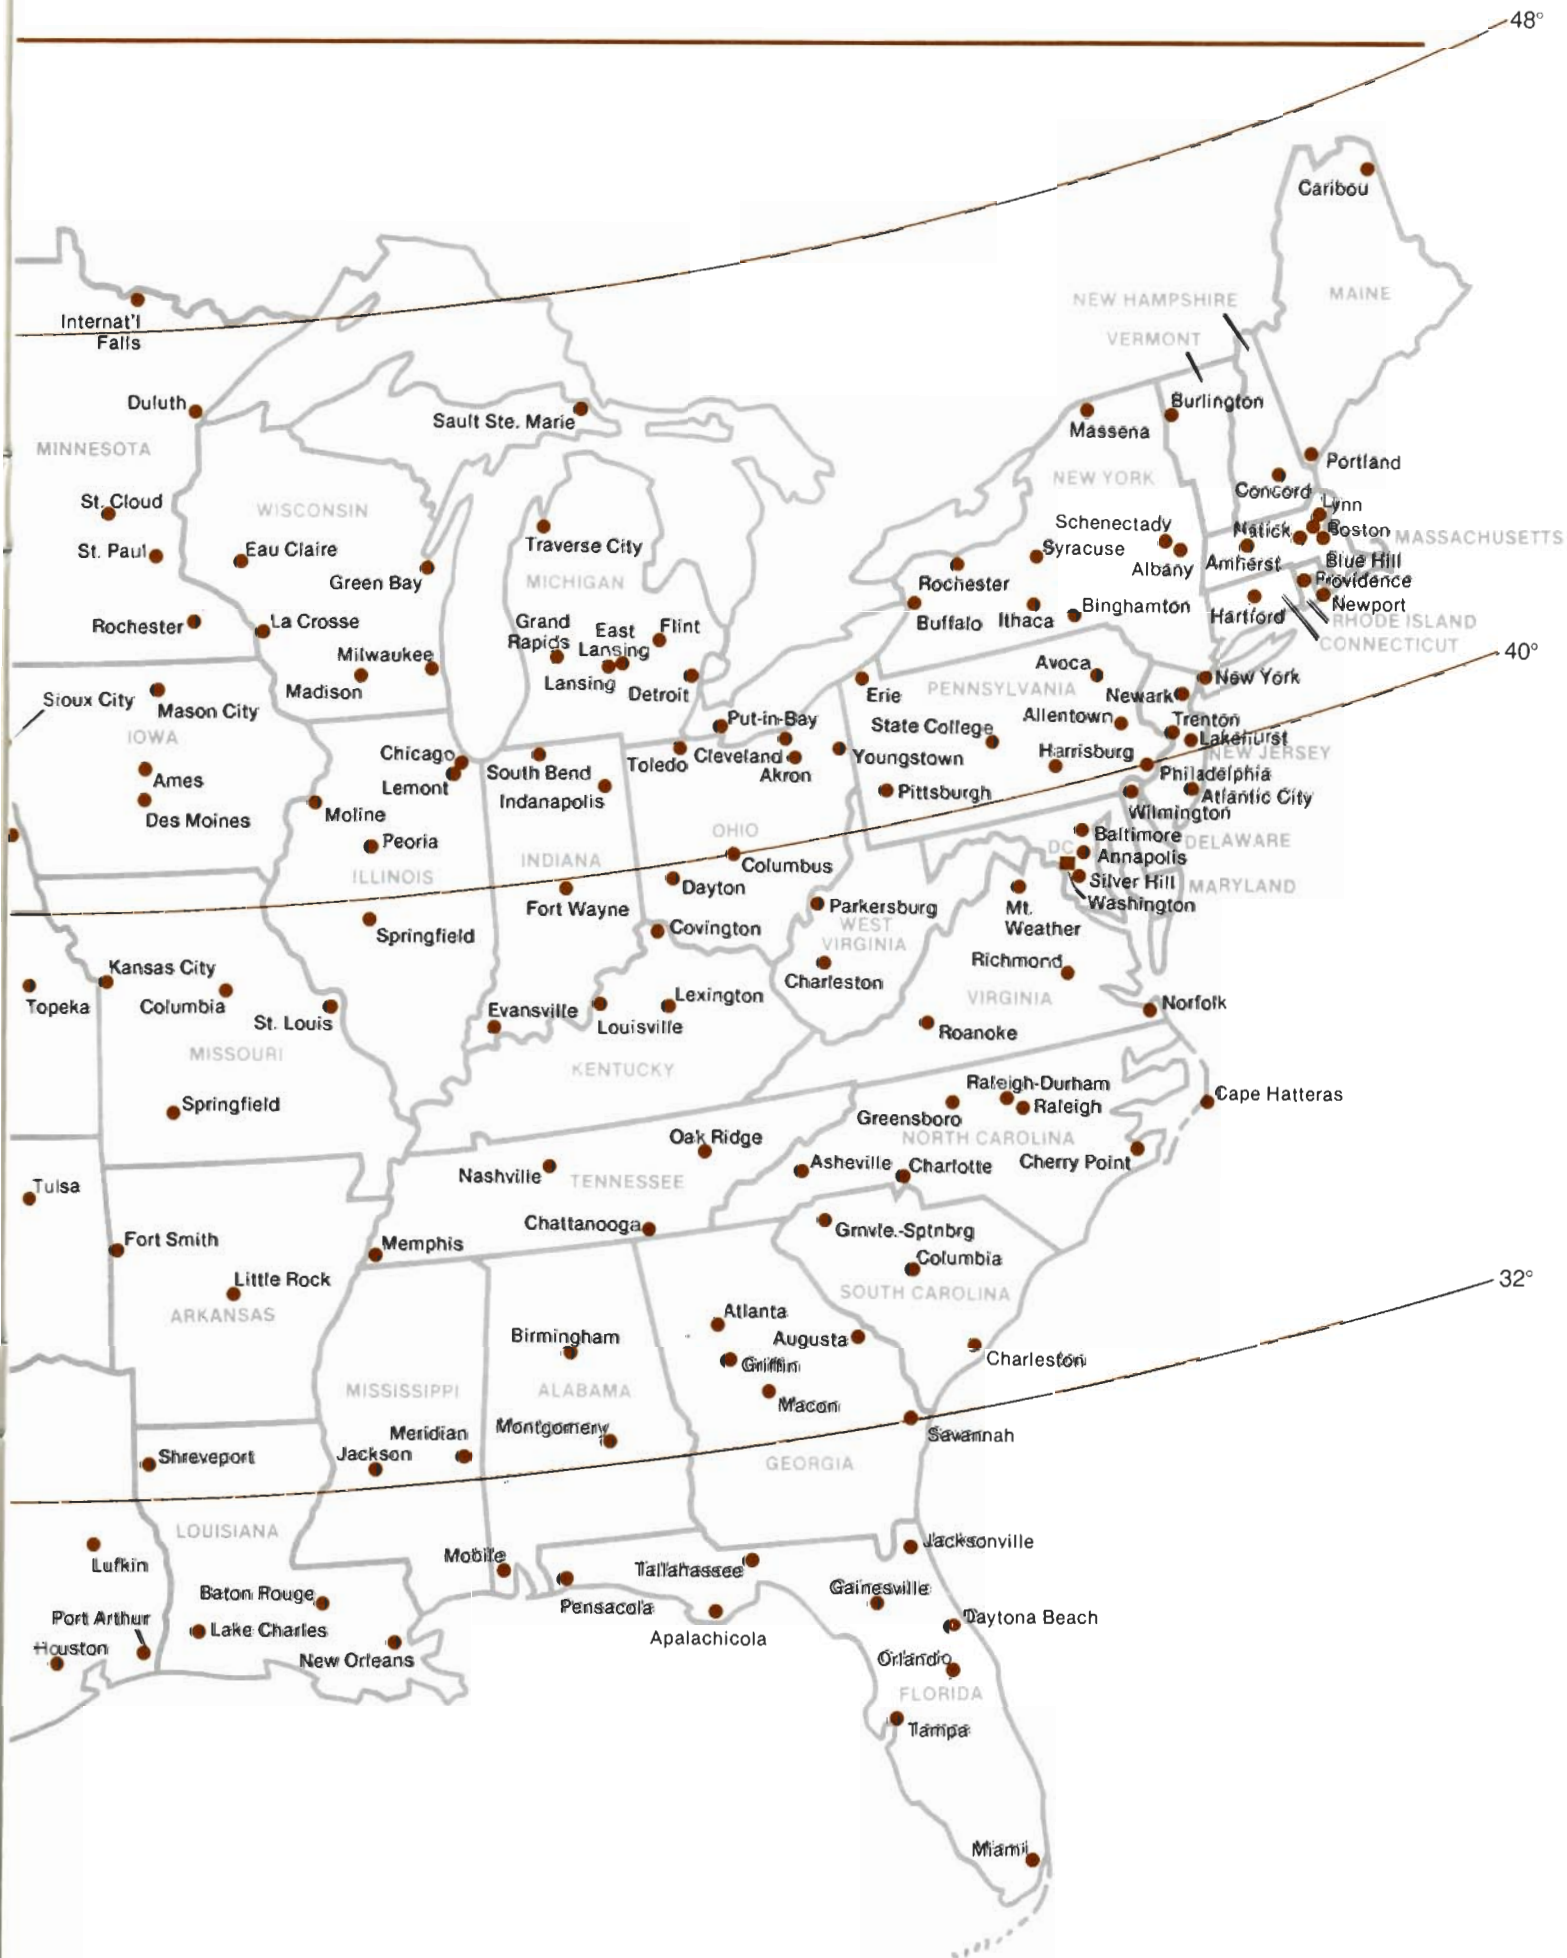 48°
Caribou
NEW HAMPSHIRE
MAINE
Internat'l
Falls
VERMONT
Duluth
Sault Ste. Marie
Massena
Burlington
MINNESOTA
Portland
NEW YORK
Concord
St. Cloud
WISCONSIN
Lynn
Schenectady
Natick
Boston
MASSACHUSETTS
St. Paul
Eau Claire
Traverse City
Syracuse
Albany
Amherst
Blue Hill
Green Bay
MICHIGAN
Rochester
Providence
Newport
Rochester
La Crosse
Grand
Rapids
East
Lansing
Flint
Buffalo
Ithaca
Binghamton
Hartford
RHODE ISLAND
CONNECTICUT
40°
Milwaukee
Madison
Lansing
Detroit
Avoca
New York
Erie
PENNSYLVANIA
Newark
Sioux City
Mason City
Put-in-Bay
State College
Allentown
Trenton
IOWA
Lakehurst
NEW JERSEY
Chicago
South Bend
Toledo
Cleveland
Youngstown
Harrisburg
Ames
Lemont
Akron
Philadelphia
Indanapolis
Pittsburgh
Atlantic City
Des Moines
Moline
Wilmington
Peoria
OHIO
Baltimore
DELAWARE
DC
Annapolis
INDIANA
Columbus
ILLINOIS
Dayton
Silver Hill
MARYLAND
Fort Wayne
Parkersburg
Mt.
Weather
Washington
Springfield
Covington
WEST
VIRGINIA
Kansas City
Charleston
Richmond
Topeka
Columbia
St. Louis
Evansville
Louisville
Lexington
VIRGINIA
Norfolk
Roanoke
MISSOURI
KENTUCKY
Raleigh-Durham
Springfield
Greensboro
Raleigh
Cape Hatteras
Oak Ridge
NORTH CAROLINA
Nashville
TENNESSEE
Asheville
Charlotte
Cherry Point
Tulsa
Chattanooga
Fort Smith
Memphis
Grnvle.-Sptnbrg
Columbia
Little Rock
32°
ARKANSAS
SOUTH CAROLINA
Atlanta
Birmingham
Augusta
Charleston
Griffin
MISSISSIPPI
ALABAMA
Macon
Meridian
Montgomery
Savannah
Shreveport
Jackson
GEORGIA
LOUISIANA
Jacksonville
Lufkin
Mobile
Tallahassee
Gainesville
Baton Rouge
Pensacola
Port Arthur
Lake Charles
Apalachicola
Daytona Beach
Houston
New Orleans
Orlando
FLORIDA
Tampa
Miami